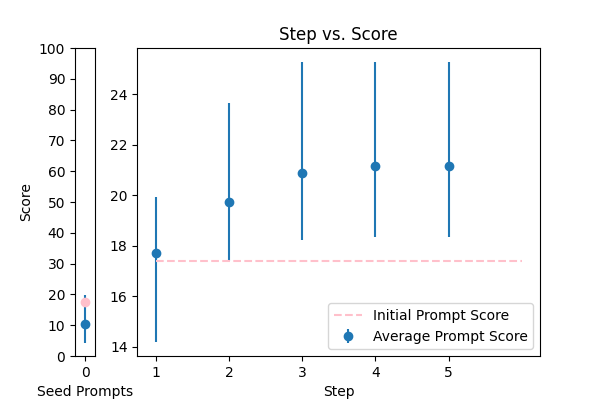 Step vs. Score
Score
100
90
80
70
60
50
40
30
20
10
0
0
Seed Prompts
24
22
20
18
16
14
1 2 3 4 5
Step
Initial Prompt Score
Average Prompt Score